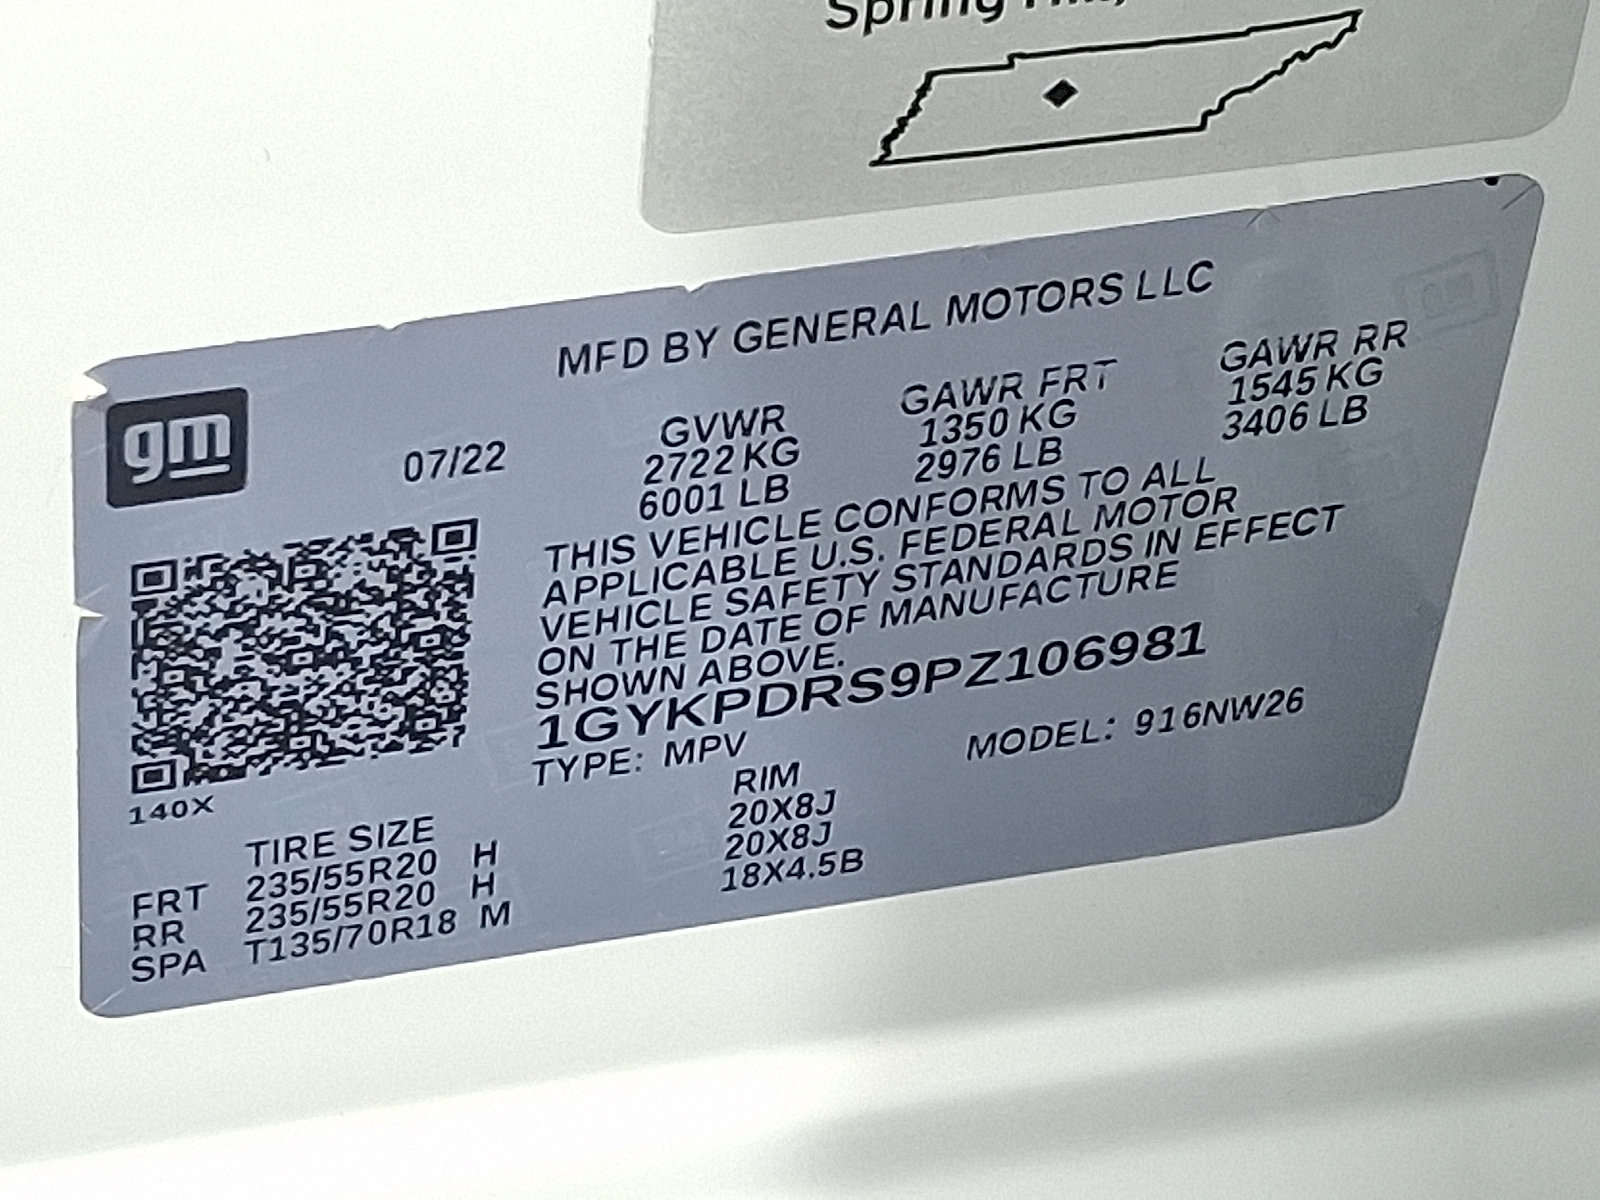 Spring Hill,
MFD BY GENERAL MOTORS LLC
gm
07/22
GVWR GAWR FRT GAWR RR
2722 KG 1350 KG 1545 KG
6001 LB 2976 LB 3406 LB
THIS VEHICLE CONFORMS TO ALL
APPLICABLE U.S. FEDERAL MOTOR
VEHICLE SAFETY STANDARDS IN EFFECT
ON THE DATE OF MANUFACTURE
SHOWN ABOVE.
1GYKPDRS9PZ106981
TYPE: MPV MODEL: 916NW26
140X
TIRE SIZE RIM
FRT 235/55R20 H 20X8J
RR 235/55R20 H 20X8J
SPA T135/70R18 M 18X4.5B